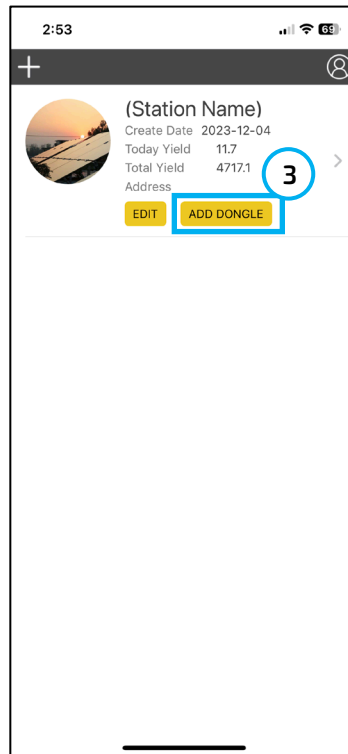 2:53
69
(Station Name)
Create Date 2023-12-04
Today Yield 11.7
Total Yield 4717.1
Address
3
EDIT ADD DONGLE